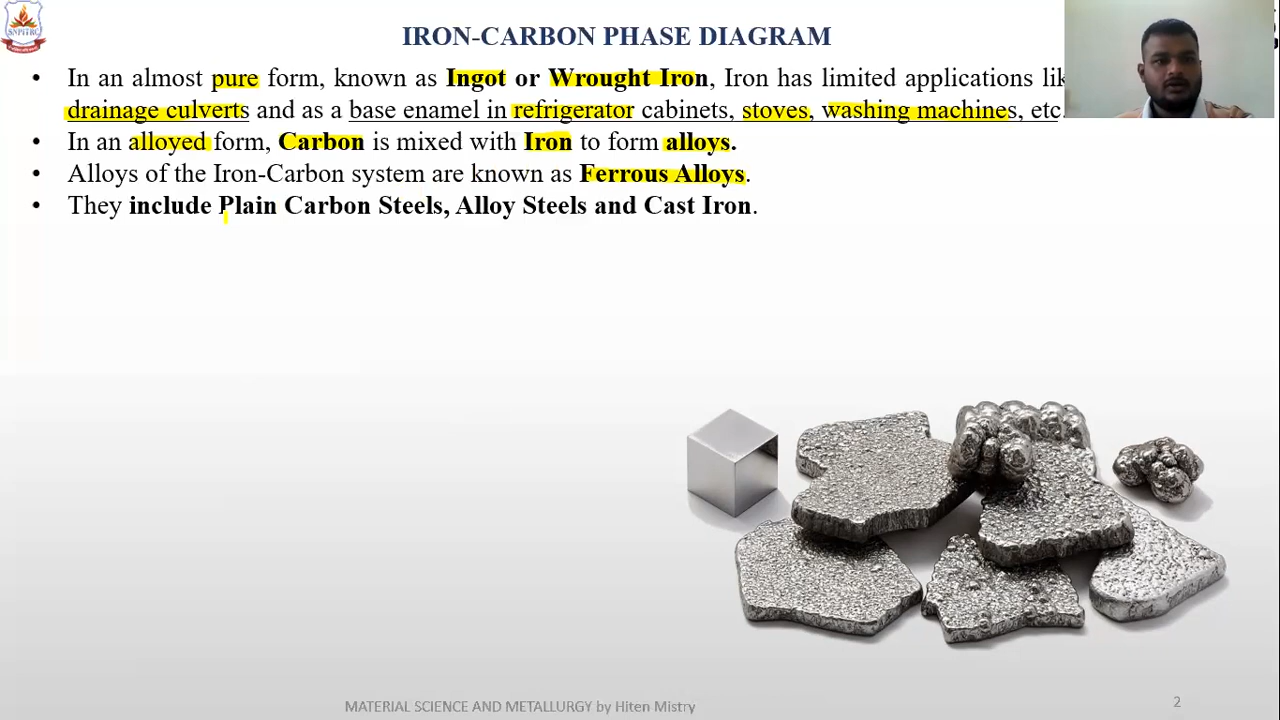 SNPITRC
IRON-CARBON PHASE DIAGRAM
• In an almost pure form, known as Ingot or Wrought Iron, Iron has limited applications lik
drainage culverts and as a base enamel in refrigerator cabinets, stoves, washing machines, etc.
• In an alloyed form, Carbon is mixed with Iron to form alloys.
• Alloys of the Iron-Carbon system are known as Ferrous Alloys.
• They include Plain Carbon Steels, Alloy Steels and Cast Iron.
MATERIAL SCIENCE AND METALLURGY by Hiten Mistry
2